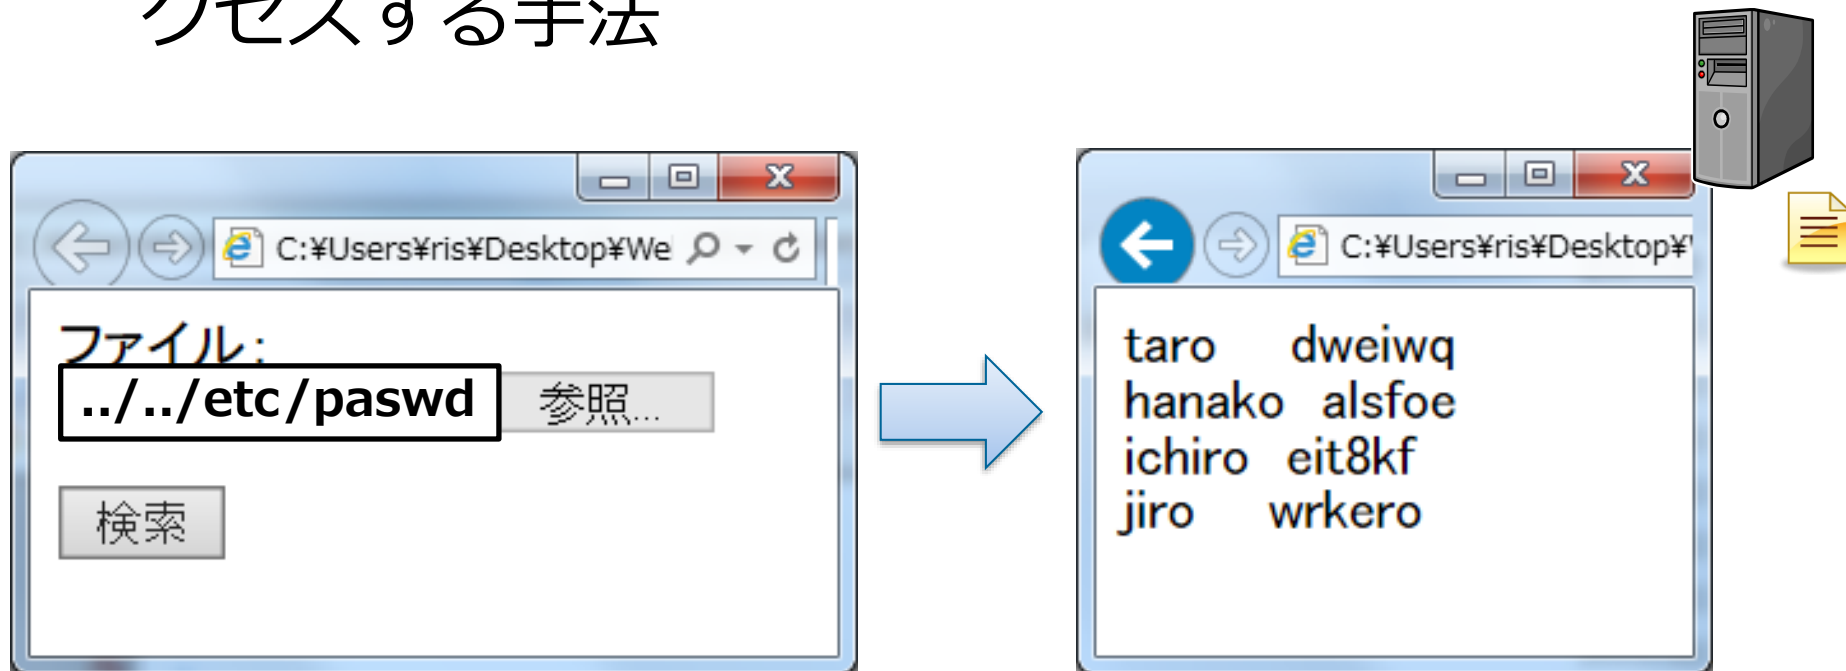 クセスする手法
C:¥Users¥ris¥Desktop¥We
ファイル:
../../etc/paswd
参照...
検索
C:¥Users¥ris¥Desktop¥
taro dweiwq
hanako alsfoe
ichiro eit8kf
jiro wrkero